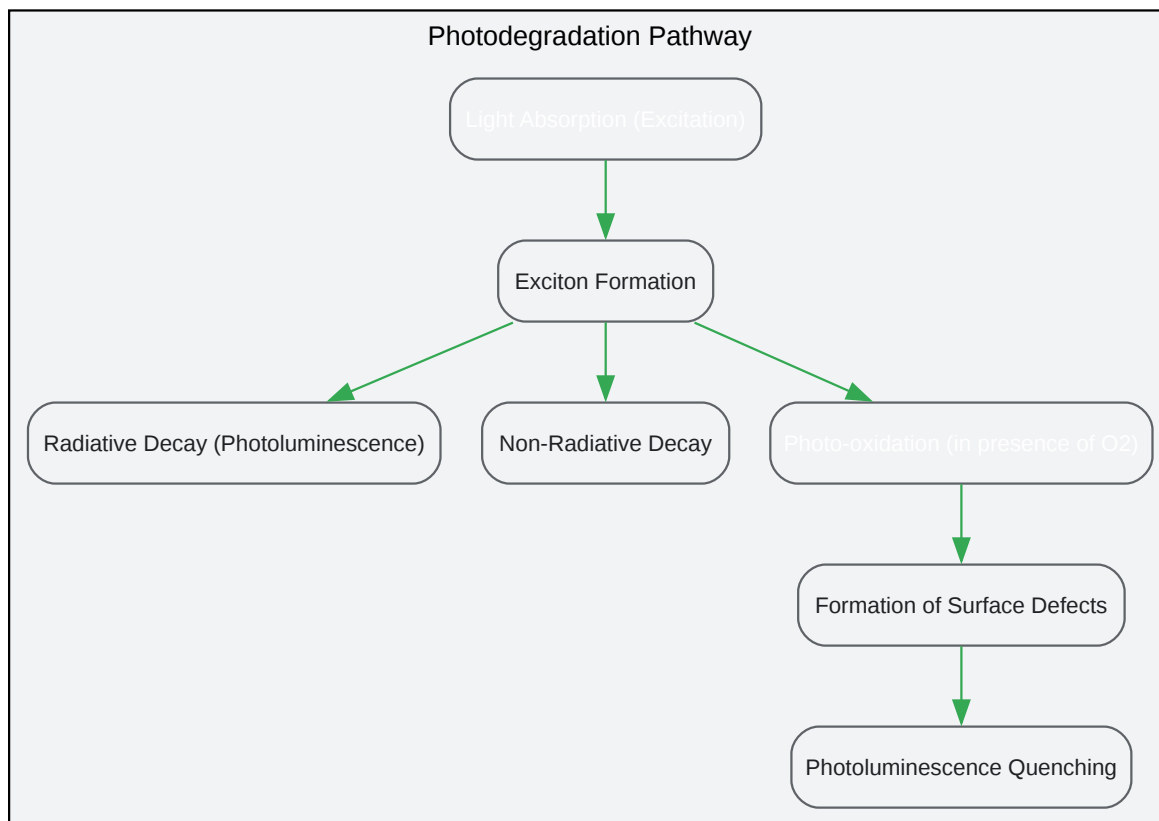 Photodegradation Pathway
Light Absorption (Excitation)
Exciton Formation
Radiative Decay (Photoluminescence)
Non-Radiative Decay
Photo-oxidation (in presence of O2)
Formation of Surface Defects
Photoluminescence Quenching